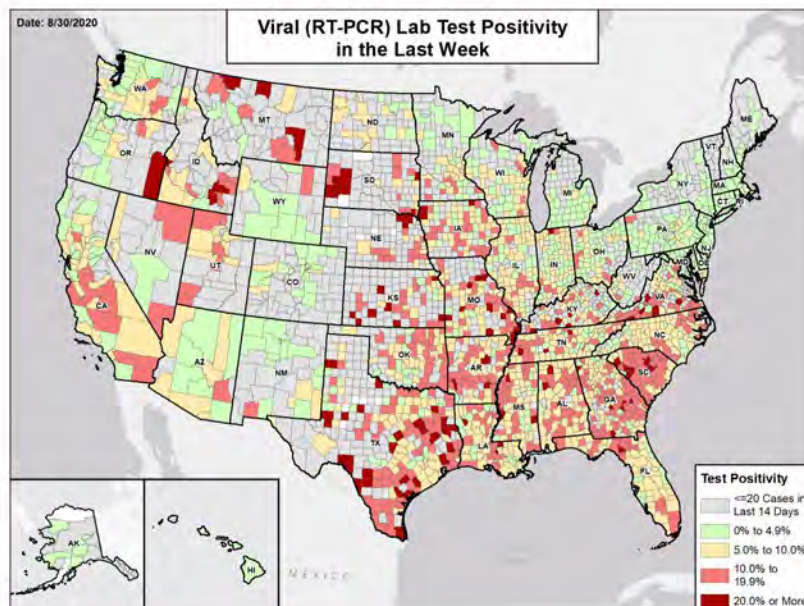 Date: 8/30/2020
Viral (RT-PCR) Lab Test Positivity
in the Last Week
WA
MT
ND
MN
ME
OR
ID
SD
WI
VT
NH
NY
MA
WY
MI
CT
IA
PA
NE
NJ
NV
UT
IL
IN
OH
MD
DE
CO
WV
CA
KS
MO
KY
VA
TN
NC
AZ
NM
OK
AR
SC
MS
AL
GA
TX
LA
FL
AK
HI
MEXICO
Test Positivity
<=20 Cases in
Last 14 Days
0% to 4.9%
5.0% to 10.0%
10.0% to
19.9%
20.0% or More